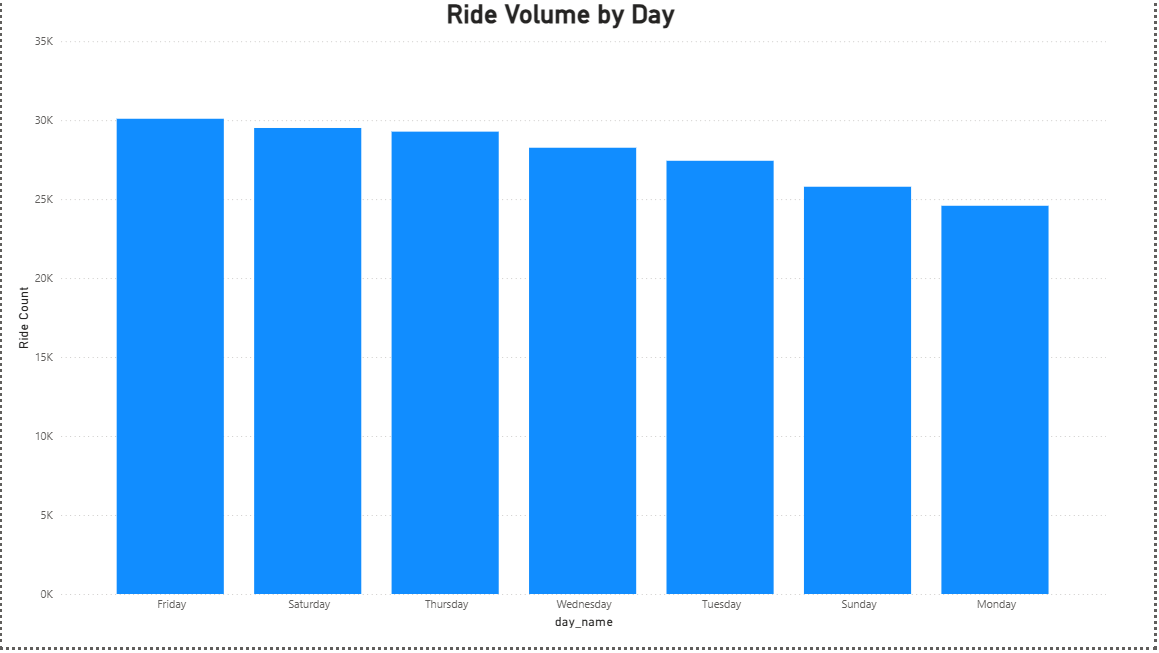 Ride Volume by Day
35K
30K
25K
20K
15K
10K
5K
0K
Ride Count
Friday Saturday Thursday Wednesday Tuesday Sunday Monday
day_name